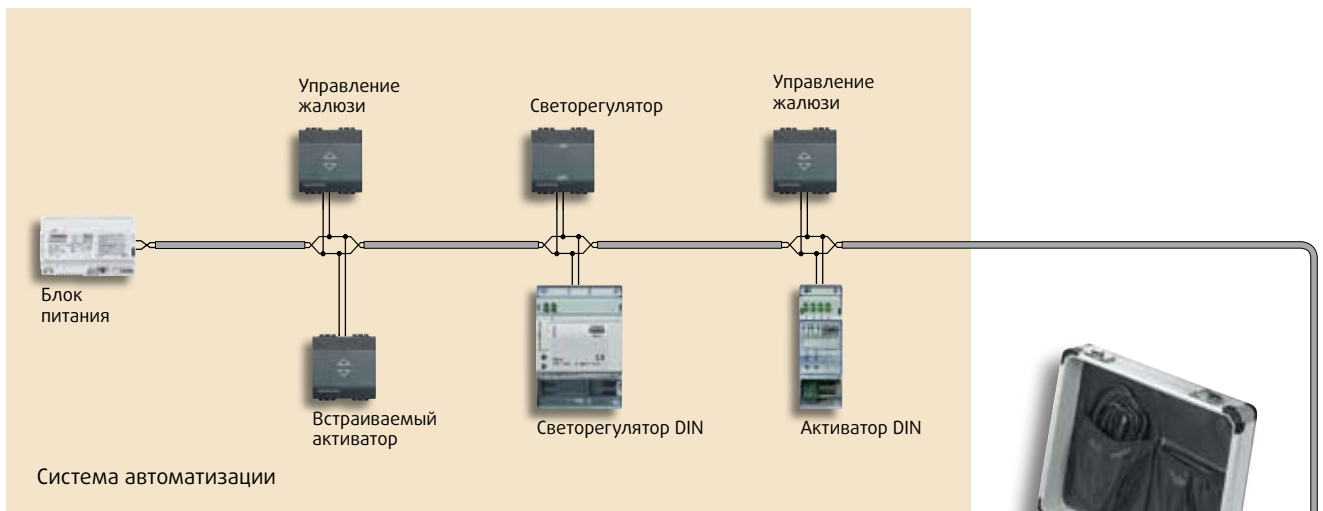 Управление
жалюзи
Светорегулятор
Управление
жалюзи
Блок
питания
Встраиваемый
активатор
Светорегулятор DIN
Активатор DIN
Система автоматизации